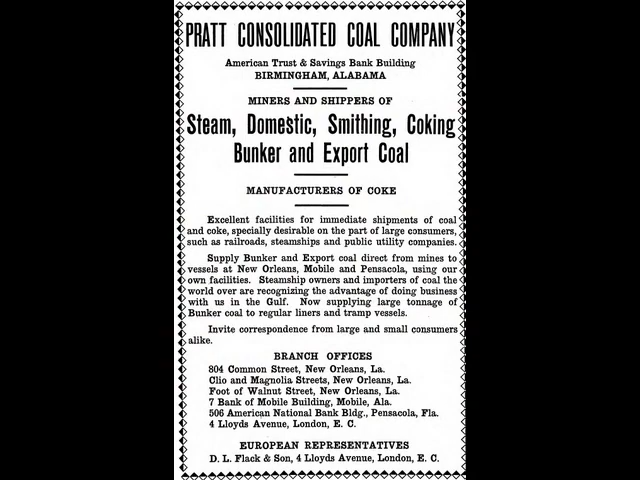 PRATT CONSOLIDATED COAL COMPANY
American Trust & Savings Bank Building
BIRMINGHAM, ALABAMA
MINERS AND SHIPPERS OF
Steam, Domestic, Smithing, Coking
Bunker and Export Coal
MANUFACTURERS OF COKE
Excellent facilities for immediate shipments of coal
and coke, specially desirable on the part of large consumers,
such as railroads, steamships and public utility companies.
Supply Bunker and Export coal direct from mines to
vessels at New Orleans, Mobile and Pensacola, using our
own facilities. Steamship owners and importers of coal the
world over are recognizing the advantage of doing business
with us in the Gulf. Now supplying large tonnage of
Bunker coal to regular liners and tramp vessels.
Invite correspondence from large and small consumers
alike.
BRANCH OFFICES
804 Common Street, New Orleans, La.
Clio and Magnolia Streets, New Orleans, La.
Foot of Walnut Street, New Orleans, La.
7 Bank of Mobile Building, Mobile, Ala.
506 American National Bank Bldg., Pensacola, Fla.
4 Lloyds Avenue, London, E. C.
EUROPEAN REPRESENTATIVES
D. L. Flack & Son, 4 Lloyds Avenue, London, E. C.